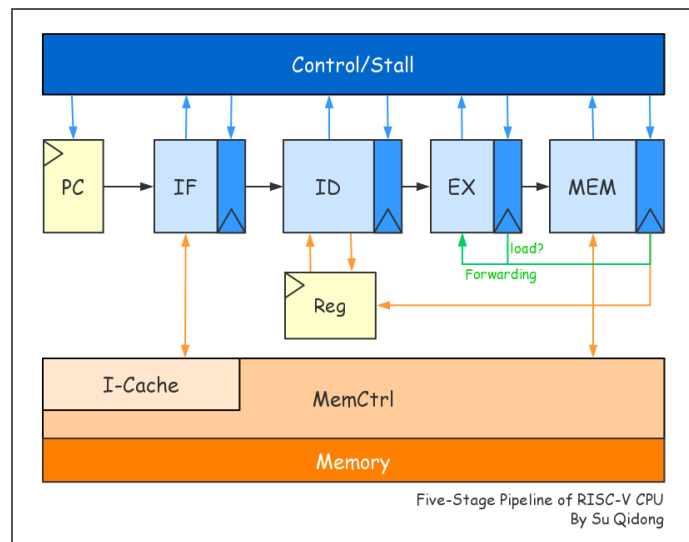 Control/Stall
PC
IF
ID
EX
MEM
load?
Forwarding
Reg
I-Cache
MemCtrl
Memory
Five-Stage Pipeline of RISC-V CPU
By Su Qidong